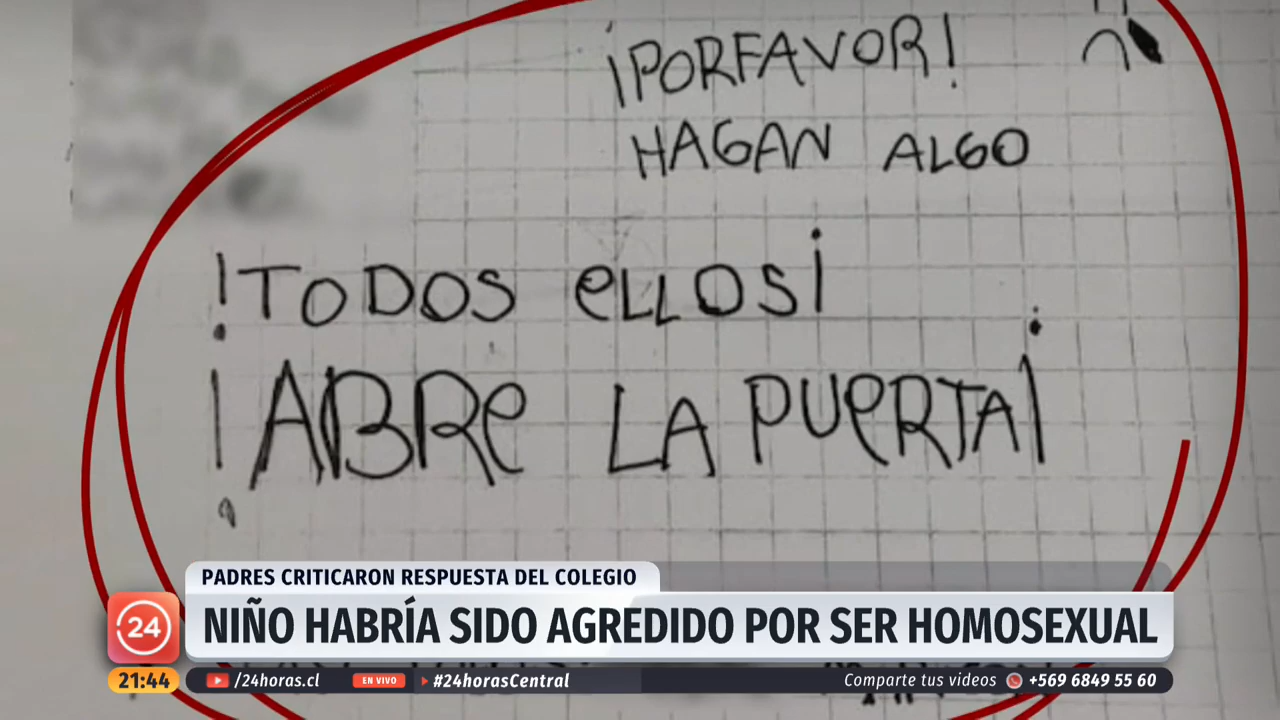 ¡PORFAVOR!
HAGAN ALGO
!TODOS ELLOS¡
¡ABRE LA PUERTA¡
PADRES CRITICARON RESPUESTA DEL COLEGIO
24 NIÑO HABRÍA SIDO AGREDIDO POR SER HOMOSEXUAL
21:44 /24horas.cl EN VIVO #24horasCentral Comparte tus videos +569 6849 55 60